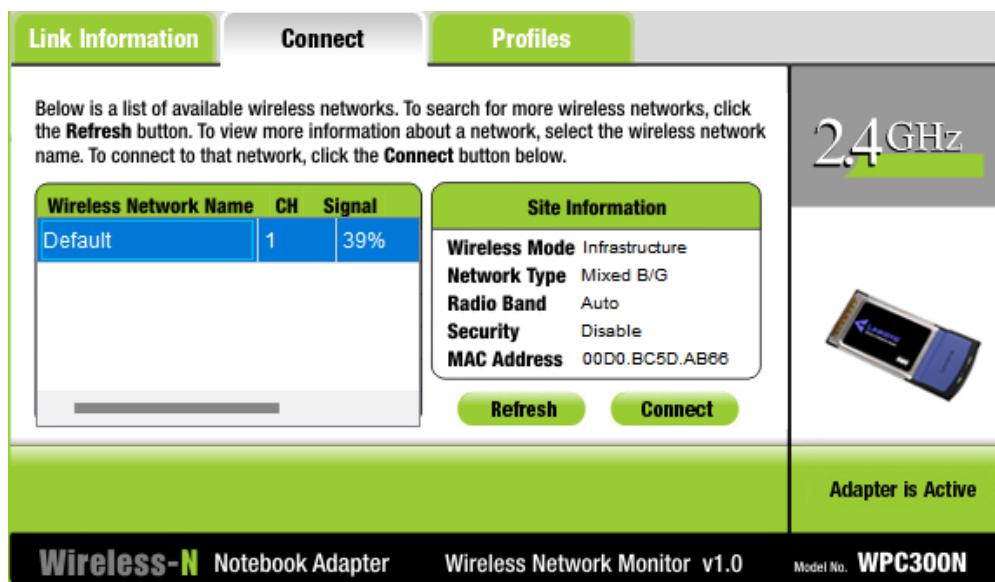 Link Information
Connect
Profiles
Below is a list of available wireless networks. To search for more wireless networks, click
the Refresh button. To view more information about a network, select the wireless network
name. To connect to that network, click the Connect button below.
2.4GHz
Wireless Network Name CH Signal
Default 1 39%
Site Information
Wireless Mode Infrastructure
Network Type Mixed B/G
Radio Band Auto
Security Disable
MAC Address 00D0.BC5D.AB66
Refresh
Connect
Adapter is Active
Wireless-N Notebook Adapter
Wireless Network Monitor v1.0
Model No. WPC300N